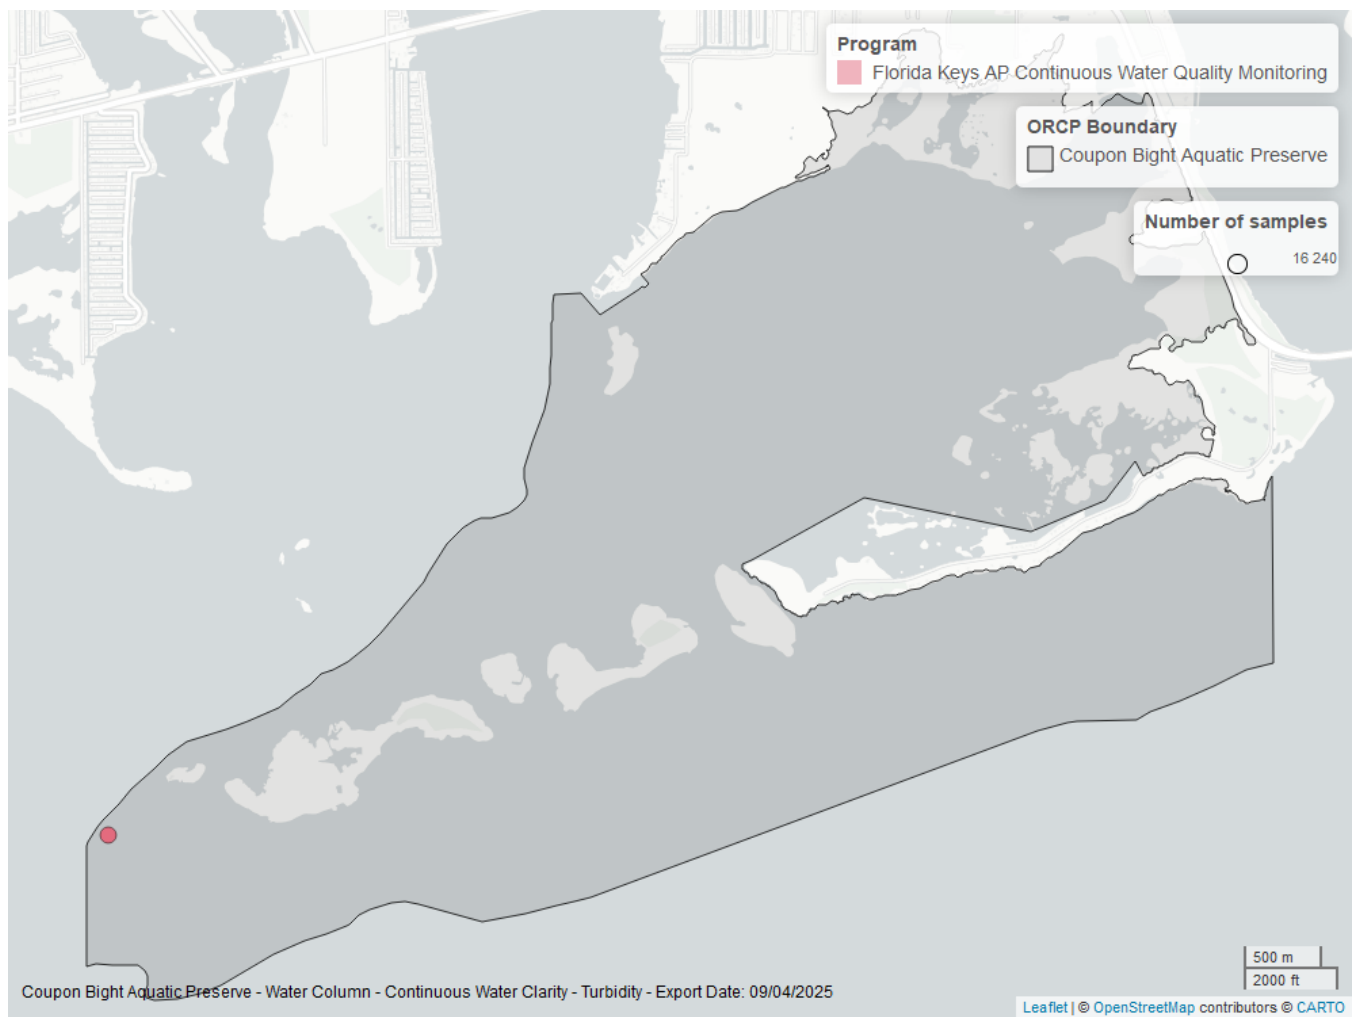 Program
Florida Keys AP Continuous Water Quality Monitoring
ORCP Boundary
Coupon Bight Aquatic Preserve
Number of samples
16 240
500 m
2000 ft
Coupon Bight Aquatic Preserve - Water Column - Continuous Water Clarity - Turbidity - Export Date: 09/04/2025
Leaflet | © OpenStreetMap contributors © CARTO